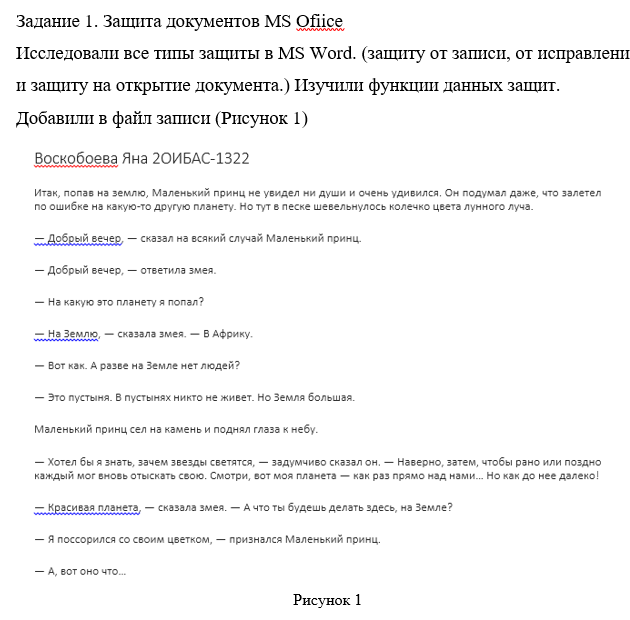 Задание 1. Защита документов MS Ofiice
Исследовали все типы защиты в MS Word. (защиту от записи, от исправлени
и защиту на открытие документа.) Изучили функции данных защит.
Добавили в файл записи (Рисунок 1)
Воскобоева Яна 2ОИБАС-1322
Итак, попав на землю, Маленький принц не увидел ни души и очень удивился. Он подумал даже, что залетел
по ошибке на какую-то другую планету. Но тут в песке шевельнулось колечко цвета лунного луча.
— Добрый вечер, — сказал на всякий случай Маленький принц.
— Добрый вечер, — ответила змея.
— На какую это планету я попал?
— На Землю, — сказала змея. — В Африку.
— Вот как. А разве на Земле нет людей?
— Это пустыня. В пустынях никто не живет. Но Земля большая.
Маленький принц сел на камень и поднял глаза к небу.
— Хотел бы я знать, зачем звезды светятся, — задумчиво сказал он. — Наверно, затем, чтобы рано или поздно
каждый мог вновь отыскать свою. Смотри, вот моя планета — как раз прямо над нами... Но как до нее далеко!
— Красивая планета, — сказала змея. — А что ты будешь делать здесь, на Земле?
— Я поссорился со своим цветком, — признался Маленький принц.
— А, вот оно что...
Рисунок 1